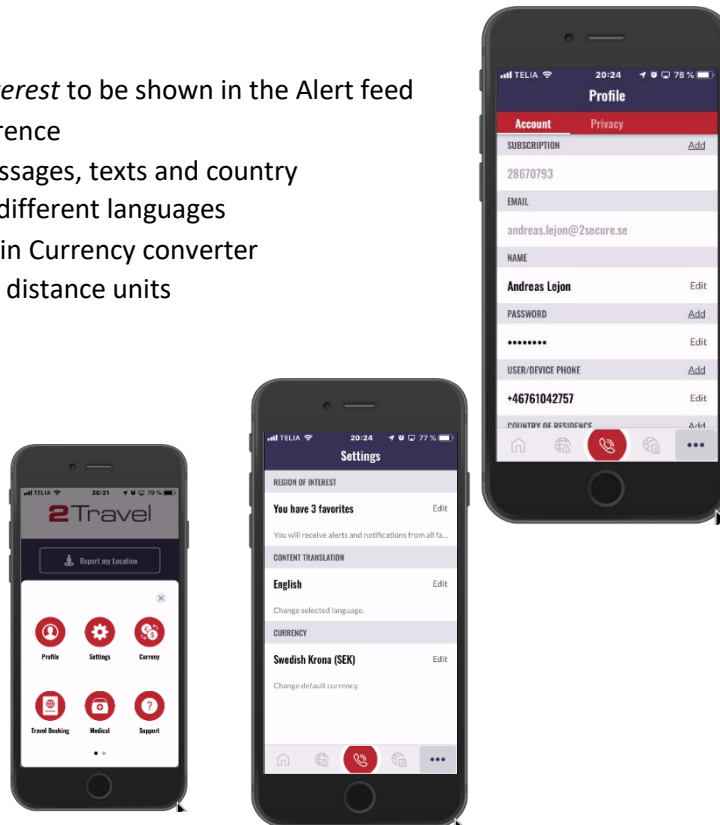 erest to be shown in the Alert feed
rence
ssages, texts and country
different languages
in Currency converter
distance units
TELIA 20:24 78 %
Profile
Account Privacy
SUBSCRIPTION Add
28670793
EMAIL
andreas.lejon@2secure.se
NAME
Andreas Lejon Edit
PASSWORD Add
•••••••• Edit
USER/DEVICE PHONE Add
+46761042757 Edit
COUNTRY OF RESIDENCE Add
TELIA 20:24 77 %
Settings
REGION OF INTEREST
You have 3 favorites Edit
You will receive alerts and notifications from all fa...
CONTENT TRANSLATION
English Edit
Change selected language.
CURRENCY
Swedish Krona (SEK) Edit
Change default currency.
TELIA 20:21 79 %
2Travel
Report my Location
Profile Settings Curreny
Travel Booking Medical Support